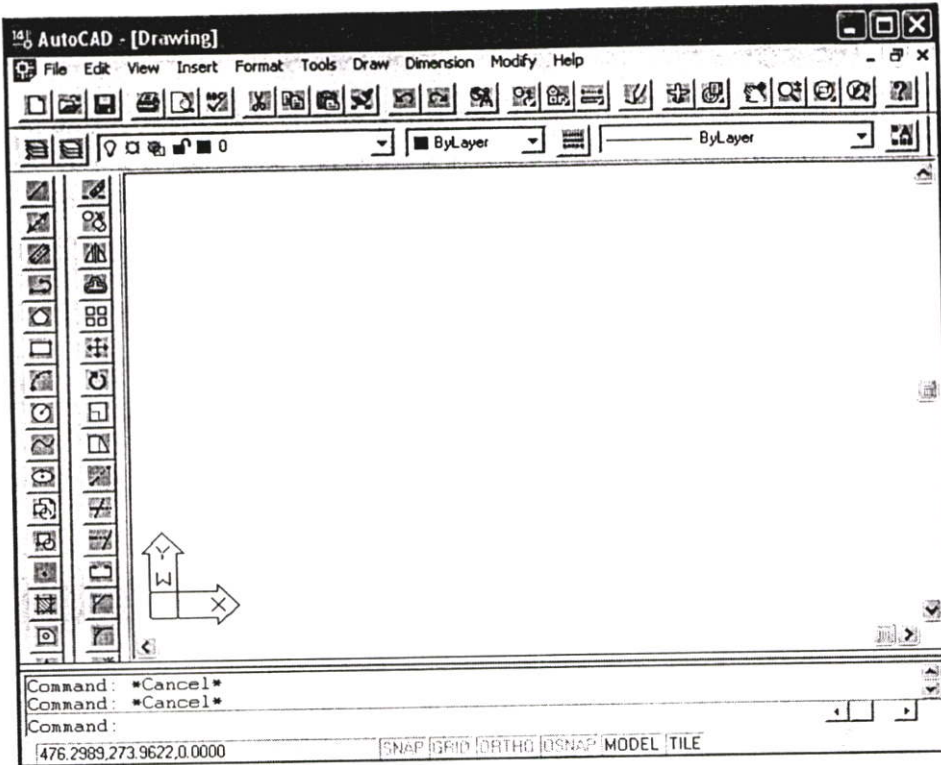 AutoCAD - [Drawing]
File Edit View Insert Format Tools Draw Dimension Modify Help
0 ByLayer ByLayer
Y
W
X
Command: *Cancel*
Command: *Cancel*
Command:
476.2989,273.9622,0.0000 SNAP GRID ORTHO OSNAP MODEL TILE